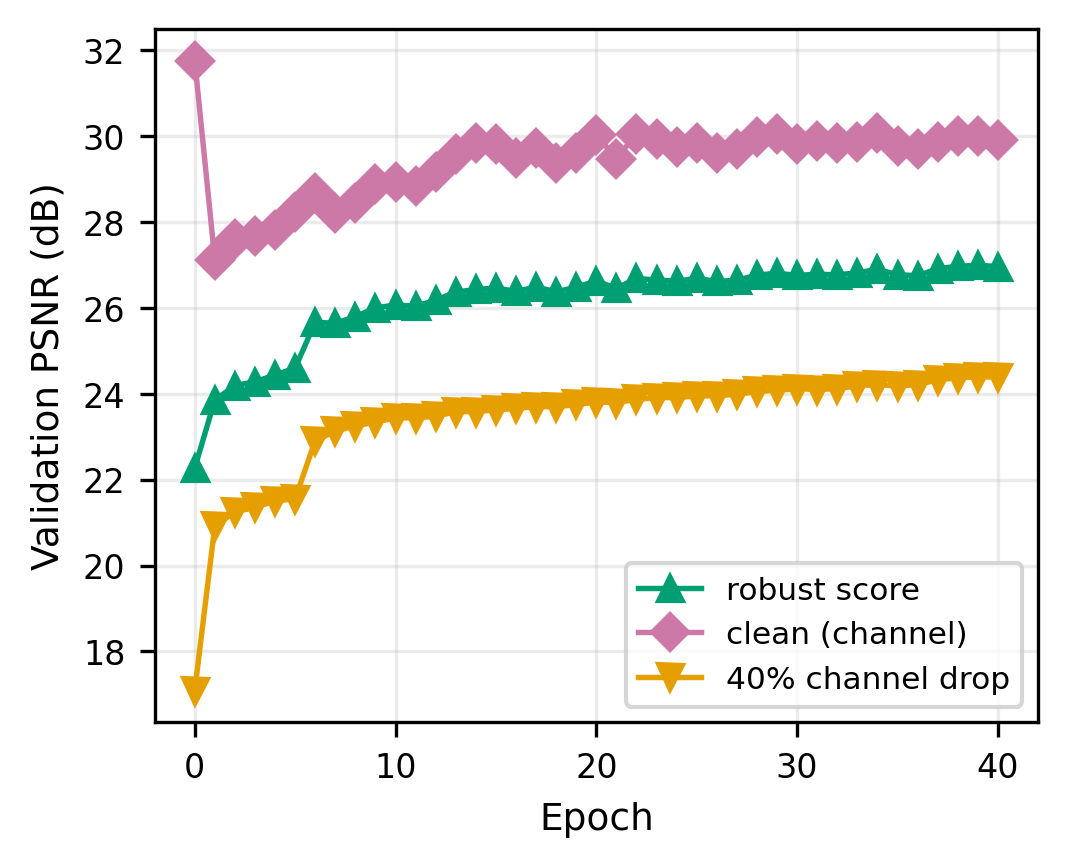 Validation PSNR (dB)
32
30
28
26
24
22
20
18
robust score
clean (channel)
40% channel drop
0 10 20 30 40
Epoch